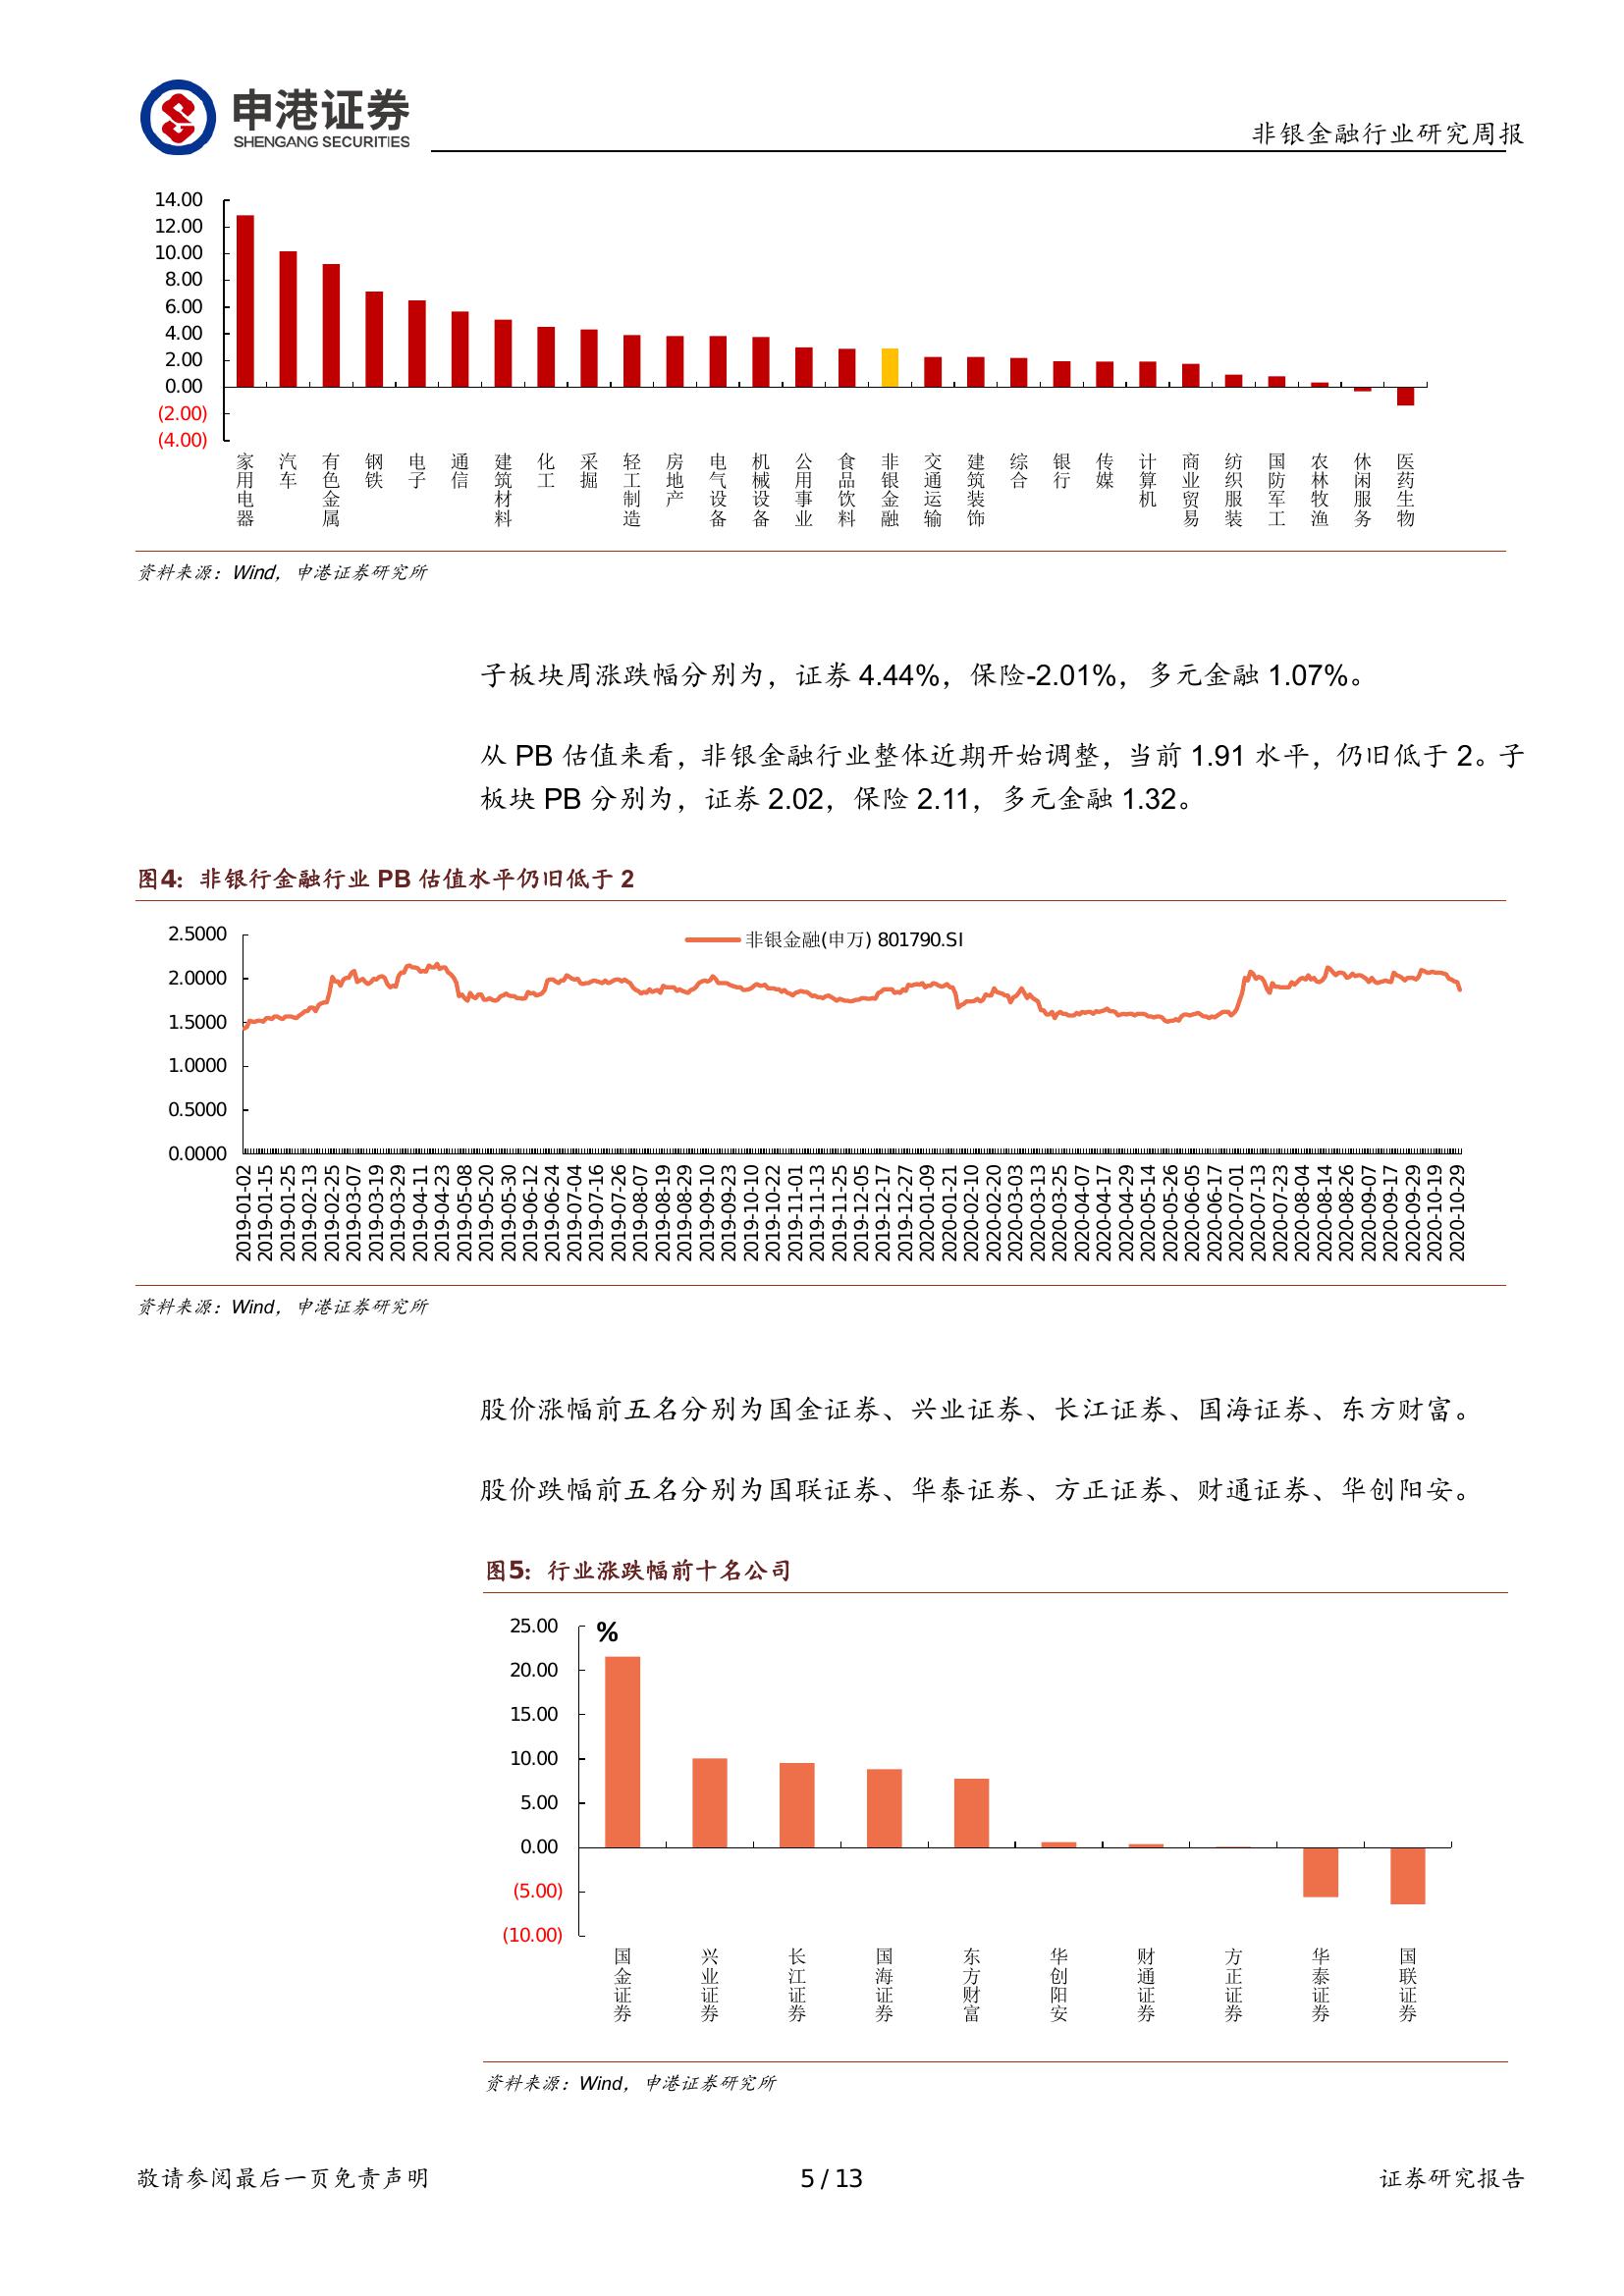 申港证券
SHENGANG SECURITIES
非银金融行业研究周报
14.00
12.00
10.00
8.00
6.00
4.00
2.00
0.00
(2.00)
(4.00)
家用电器
汽车
有色金属
钢铁
电子
通信
建筑材料
化工
采掘
轻工制造
房地产
电气设备
机械设备
公用事业
食品饮料
非银金融
交通运输
建筑装饰
综合
银行
传媒
计算机
商业贸易
纺织服装
国防军工
农林牧渔
休闲服务
医药生物
资料来源：Wind，申港证券研究所
子板块周涨跌幅分别为，证券 4.44%，保险-2.01%，多元金融 1.07%。
从 PB 估值来看，非银金融行业整体近期开始调整，当前 1.91 水平，仍旧低于 2。子
板块 PB 分别为，证券 2.02，保险 2.11，多元金融 1.32。
图4：非银行金融行业 PB 估值水平仍旧低于 2
非银金融(申万) 801790.SI
2.5000
2.0000
1.5000
1.0000
0.5000
0.0000
2019-01-02
2019-01-15
2019-01-25
2019-02-13
2019-02-25
2019-03-07
2019-03-19
2019-03-29
2019-04-11
2019-04-23
2019-05-08
2019-05-20
2019-05-30
2019-06-12
2019-06-24
2019-07-04
2019-07-16
2019-07-26
2019-08-07
2019-08-19
2019-08-29
2019-09-10
2019-09-23
2019-10-10
2019-10-22
2019-11-01
2019-11-13
2019-11-25
2019-12-05
2019-12-17
2019-12-27
2020-01-09
2020-01-21
2020-02-10
2020-02-20
2020-03-03
2020-03-13
2020-03-25
2020-04-07
2020-04-17
2020-04-29
2020-05-14
2020-05-26
2020-06-05
2020-06-17
2020-07-01
2020-07-13
2020-07-23
2020-08-04
2020-08-14
2020-08-26
2020-09-07
2020-09-17
2020-09-29
2020-10-19
2020-10-29
资料来源：Wind，申港证券研究所
股价涨幅前五名分别为国金证券、兴业证券、长江证券、国海证券、东方财富。
股价跌幅前五名分别为国联证券、华泰证券、方正证券、财通证券、华创阳安。
图5：行业涨跌幅前十名公司
%
25.00
20.00
15.00
10.00
5.00
0.00
(5.00)
(10.00)
国金证券
兴业证券
长江证券
国海证券
东方财富
华创阳安
财通证券
方正证券
华泰证券
国联证券
资料来源：Wind，申港证券研究所
敬请参阅最后一页免责声明
5 / 13
证券研究报告